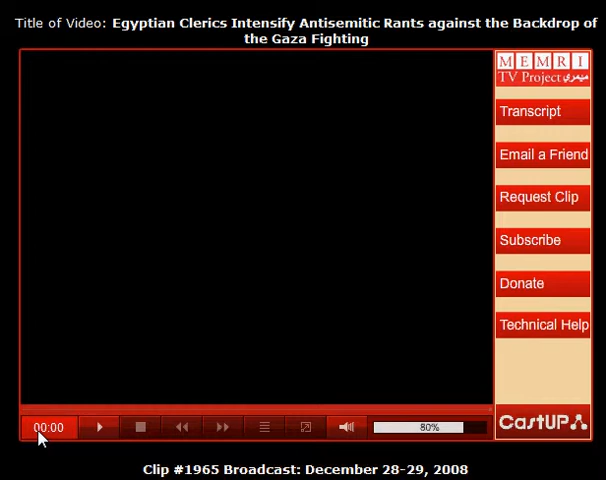 Title of Video: Egyptian Clerics Intensify Antisemitic Rants against the Backdrop of
the Gaza Fighting
MEMRI
TV Project ميمري
Transcript
Email a Friend
Request Clip
Subscribe
Donate
Technical Help
00:00
80%
CastUP
Clip #1965 Broadcast: December 28-29, 2008